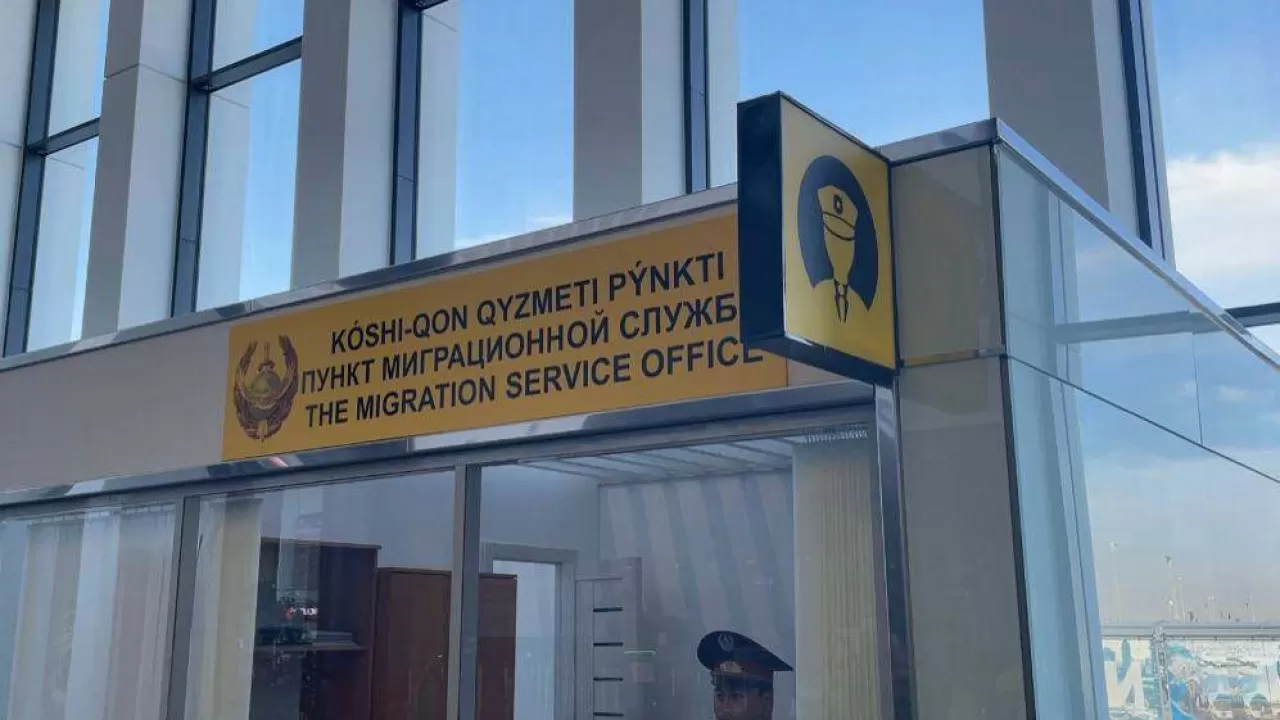 KÓSHI-QON QYZMETI PÝNKTI
ПУНКТ МИГРАЦИОННОЙ СЛУЖБ
THE MIGRATION SERVICE OFFICE